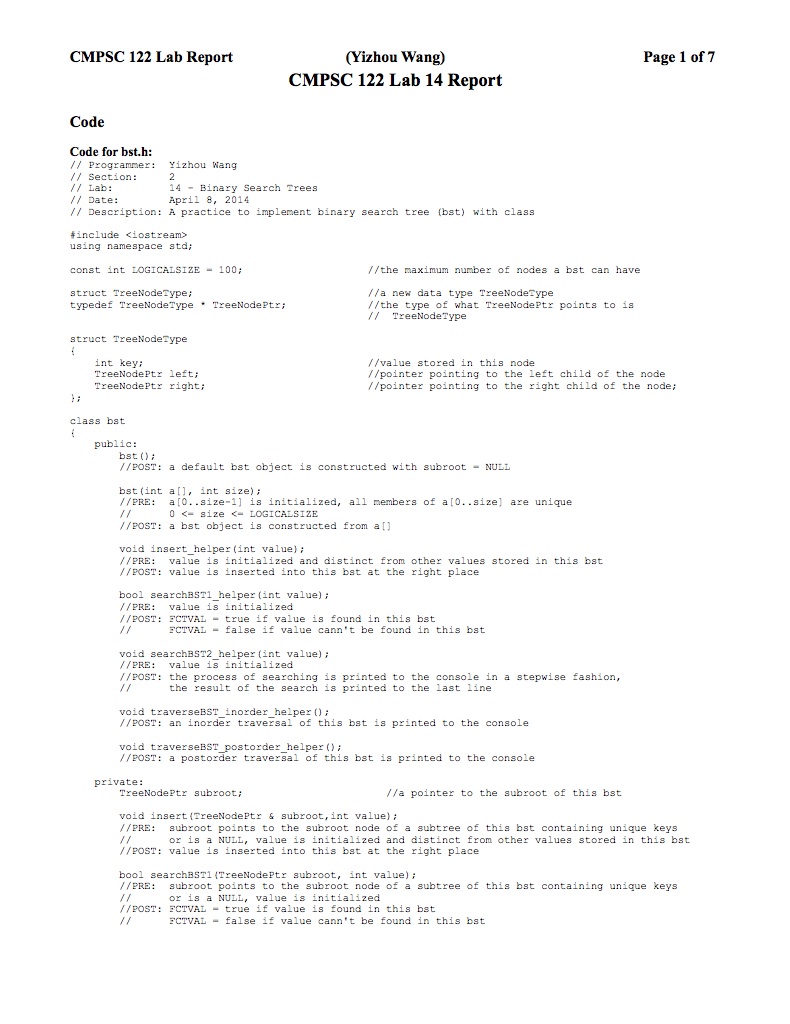 CMPSC 122 Lab Report (Yizhou Wang) Page 1 of 7
CMPSC 122 Lab 14 Report
Code
Code for bst.h:
// Programmer: Yizhou Wang
// Section: 2
// Lab: 14 - Binary Search Trees
// Date: April 8, 2014
// Description: A practice to implement binary search tree (bst) with class
#include <iostream>
using namespace std;
const int LOGICALSIZE = 100; //the maximum number of nodes a bst can have
struct TreeNodeType; //a new data type TreeNodeType
typedef TreeNodeType * TreeNodePtr; //the type of what TreeNodePtr points to is
// TreeNodeType
struct TreeNodeType
{
int key; //value stored in this node
TreeNodePtr left; //pointer pointing to the left child of the node
TreeNodePtr right; //pointer pointing to the right child of the node;
};
class bst
{
public:
bst();
//POST: a default bst object is constructed with subroot = NULL
bst(int a[], int size);
//PRE: a[0..size-1] is initialized, all members of a[0..size] are unique
// 0 <= size <= LOGICALSIZE
//POST: a bst object is constructed from a[]
void insert_helper(int value);
//PRE: value is initialized and distinct from other values stored in this bst
//POST: value is inserted into this bst at the right place
bool searchBST1_helper(int value);
//PRE: value is initialized
//POST: FCTVAL = true if value is found in this bst
// FCTVAL = false if value cann't be found in this bst
void searchBST2_helper(int value);
//PRE: value is initialized
//POST: the process of searching is printed to the console in a stepwise fashion,
// the result of the search is printed to the last line
void traverseBST_inorder_helper();
//POST: an inorder traversal of this bst is printed to the console
void traverseBST_postorder_helper();
//POST: a postorder traversal of this bst is printed to the console
private:
TreeNodePtr subroot; //a pointer to the subroot of this bst
void insert(TreeNodePtr & subroot,int value);
//PRE: subroot points to the subroot node of a subtree of this bst containing unique keys
// or is a NULL, value is initialized and distinct from other values stored in this bst
//POST: value is inserted into this bst at the right place
bool searchBST1(TreeNodePtr subroot, int value);
//PRE: subroot points to the subroot node of a subtree of this bst containing unique keys
// or is a NULL, value is initialized
//POST: FCTVAL = true if value is found in this bst
// FCTVAL = false if value cann't be found in this bst